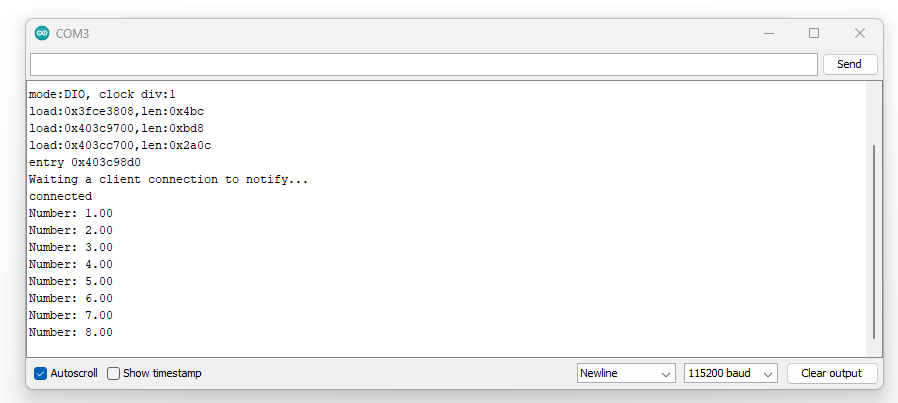 COM3
Send
mode:DIO, clock div:1
load:0x3fce3808,len:0x4bc
load:0x403c9700,len:0xbd8
load:0x403cc700,len:0x2a0c
entry 0x403c98d0
Waiting a client connection to notify...
connected
Number: 1.00
Number: 2.00
Number: 3.00
Number: 4.00
Number: 5.00
Number: 6.00
Number: 7.00
Number: 8.00
Autoscroll Show timestamp Newline 115200 baud Clear output